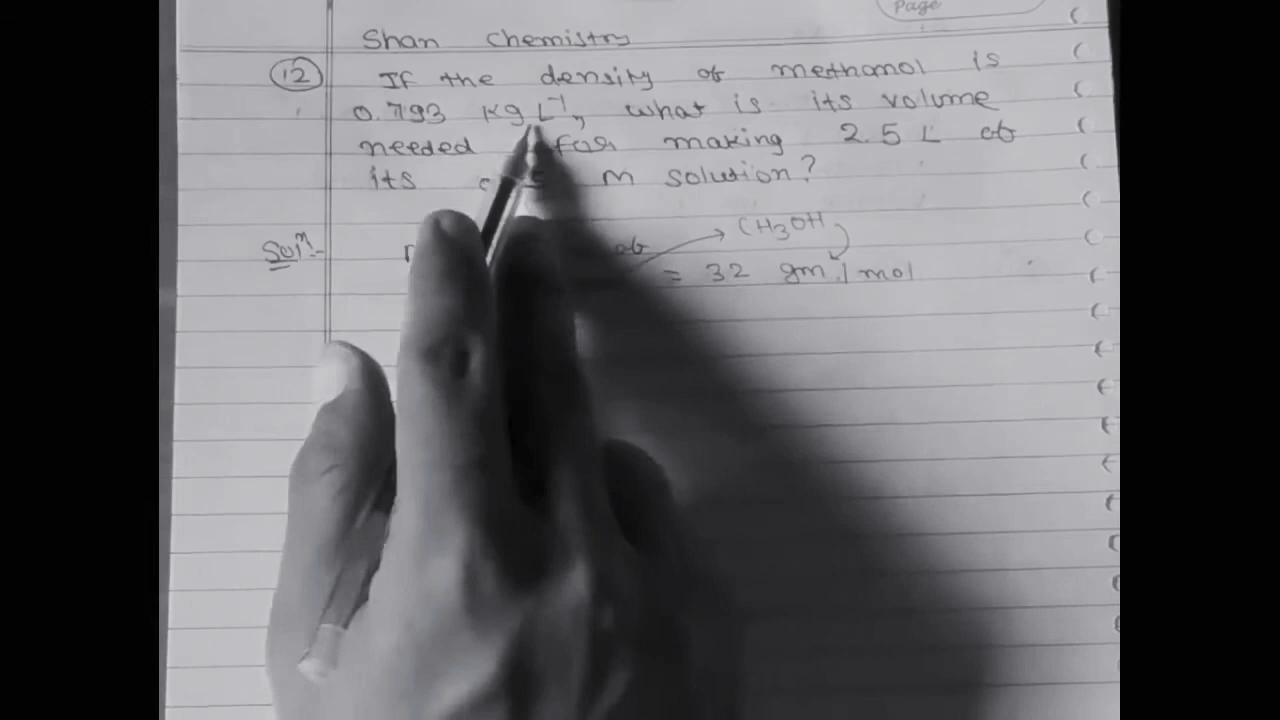 Page
Shan Chemistry
12 If the density of methanol is
0.793 kg L⁻¹, what is its volume
needed for making 2.5 L of
its M solution?
Solⁿ:- of CH3OH
= 32 gm / mol